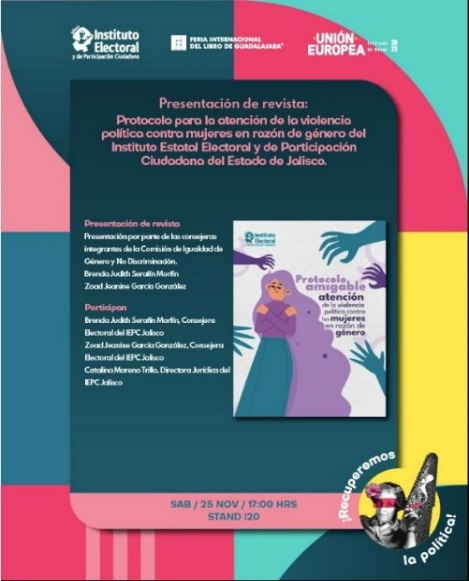 Instituto
Electoral
y de Participación Ciudadana
FERIA INTERNACIONAL
DEL LIBRO DE GUADALAJARA
·UNIÓN·
EUROPEA
Presentación de revista:
Protocolo para la atención de la violencia
política contra mujeres en razón de género del
Instituto Estatal Electoral y de Participación
Ciudadana del Estado de Jalisco.
Presentación de revista
Presentación por parte de las consejeras
integrantes de la Comisión de Igualdad de
Género y No Discriminación.
Brenda Judith Serafín Morfín
Zoad Jeanine García González
Participan
Brenda Judith Serafín Morfín, Consejera
Electoral del IEPC Jalisco
Zoad Jeanine García González, Consejera
Electoral del IEPC Jalisco
Catalina Moreno Trillo, Directora Jurídica del
IEPC Jalisco
Instituto
Electoral
Protocolo
amigable
atención
de la violencia
política contra
las mujeres
en razón de
género
SAB / 25 NOV / 17:00 HRS
STAND I20
¡Recuperemos
la política!